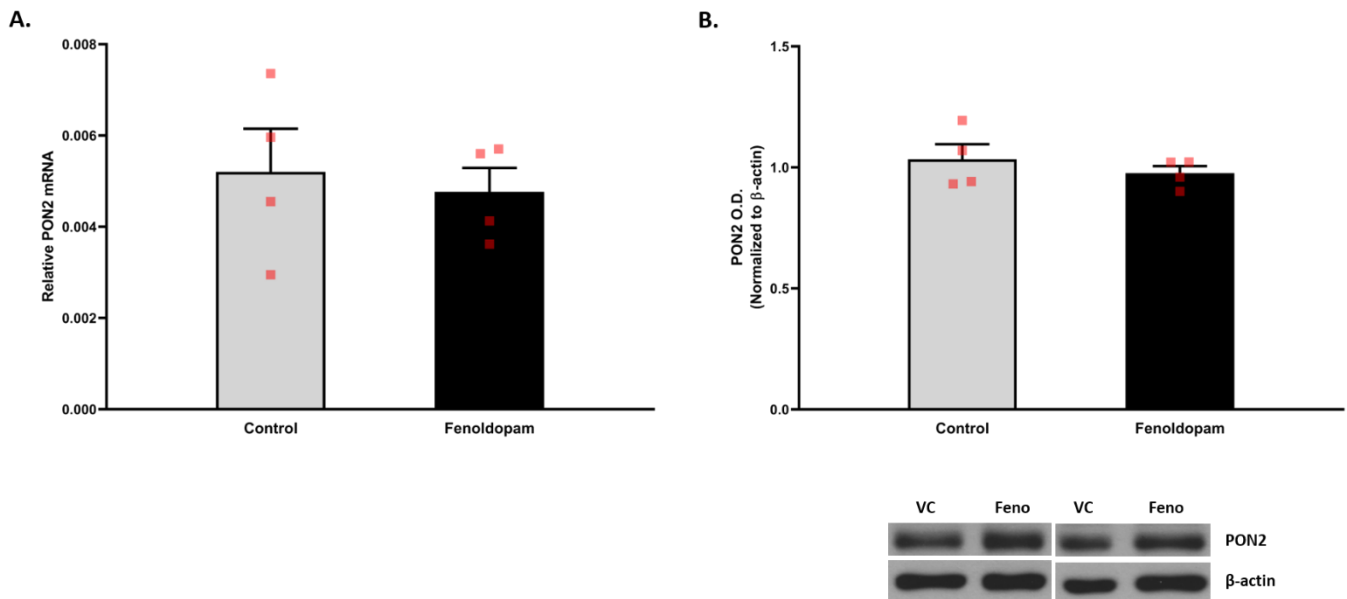 A.
0.008
0.006
0.004
0.002
0.000
Relative PON2 mRNA
Control Fenoldopam
B.
1.5
1.0
0.5
0.0
PON2 O.D.
(Normalized to β-actin)
Control Fenoldopam
VC Feno VC Feno
PON2
β-actin